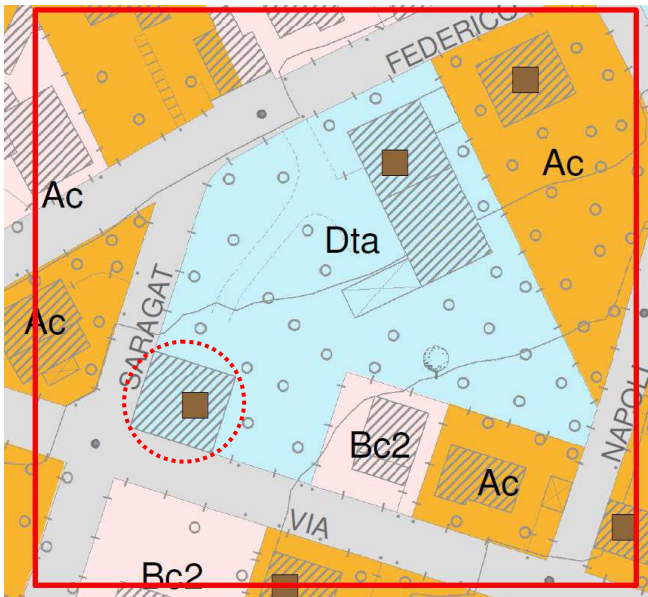 FEDERICO
Ac
Ac
Dta
Ac
SARAGAT
NAPOLI
Bc2
Ac
VIA
Bc2